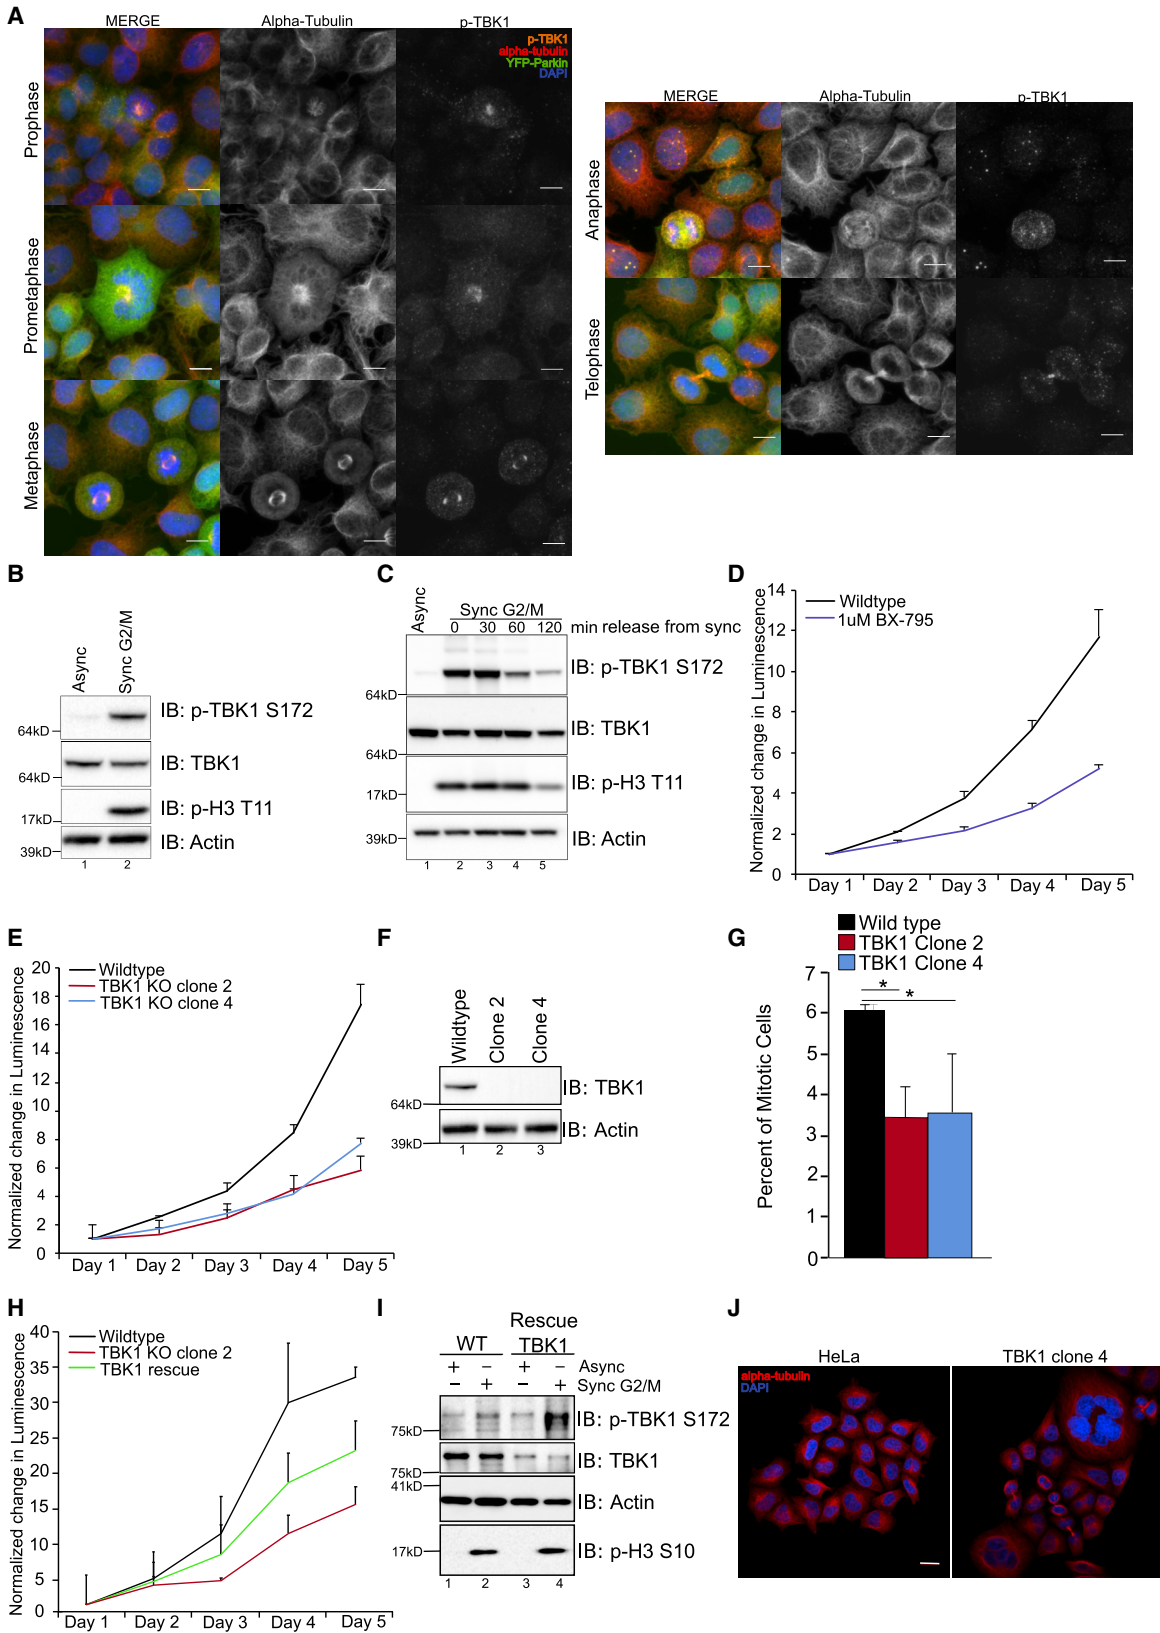 A
MERGE
Alpha-Tubulin
p-TBK1
p-TBK1
alpha-tubulin
YFP-Parkin
DAPI
Prophase
Prometaphase
Metaphase
MERGE
Alpha-Tubulin
p-TBK1
Anaphase
Telophase
B
Async
Sync G2/M
IB: p-TBK1 S172
64kD
IB: TBK1
64kD
IB: p-H3 T11
17kD
IB: Actin
39kD
1 2
C
Async
Sync G2/M
0 30 60 120 min release from sync
IB: p-TBK1 S172
64kD
IB: TBK1
64kD
IB: p-H3 T11
17kD
IB: Actin
39kD
1 2 3 4 5
D
Normalized change in Luminescence
14
12
10
8
6
4
2
0
Wildtype
1uM BX-795
Day 1 Day 2 Day 3 Day 4 Day 5
E
Normalized change in Luminescence
20
18
16
14
12
10
8
6
4
2
0
Wildtype
TBK1 KO clone 2
TBK1 KO clone 4
Day 1 Day 2 Day 3 Day 4 Day 5
F
Wildtype
Clone 2
Clone 4
IB: TBK1
64kD
IB: Actin
39kD
1 2 3
G
Wild type
TBK1 Clone 2
TBK1 Clone 4
Percent of Mitotic Cells
7
6
5
4
3
2
1
0
*
*
H
Normalized change in Luminescence
40
35
30
25
20
15
10
5
0
Wildtype
TBK1 KO clone 2
TBK1 rescue
Day 1 Day 2 Day 3 Day 4 Day 5
I
Rescue
WT TBK1
+ − + − Async
− + − + Sync G2/M
IB: p-TBK1 S172
75kD
IB: TBK1
75kD
41kD
IB: Actin
17kD
IB: p-H3 S10
1 2 3 4
J
HeLa
TBK1 clone 4
alpha-tubulin
DAPI